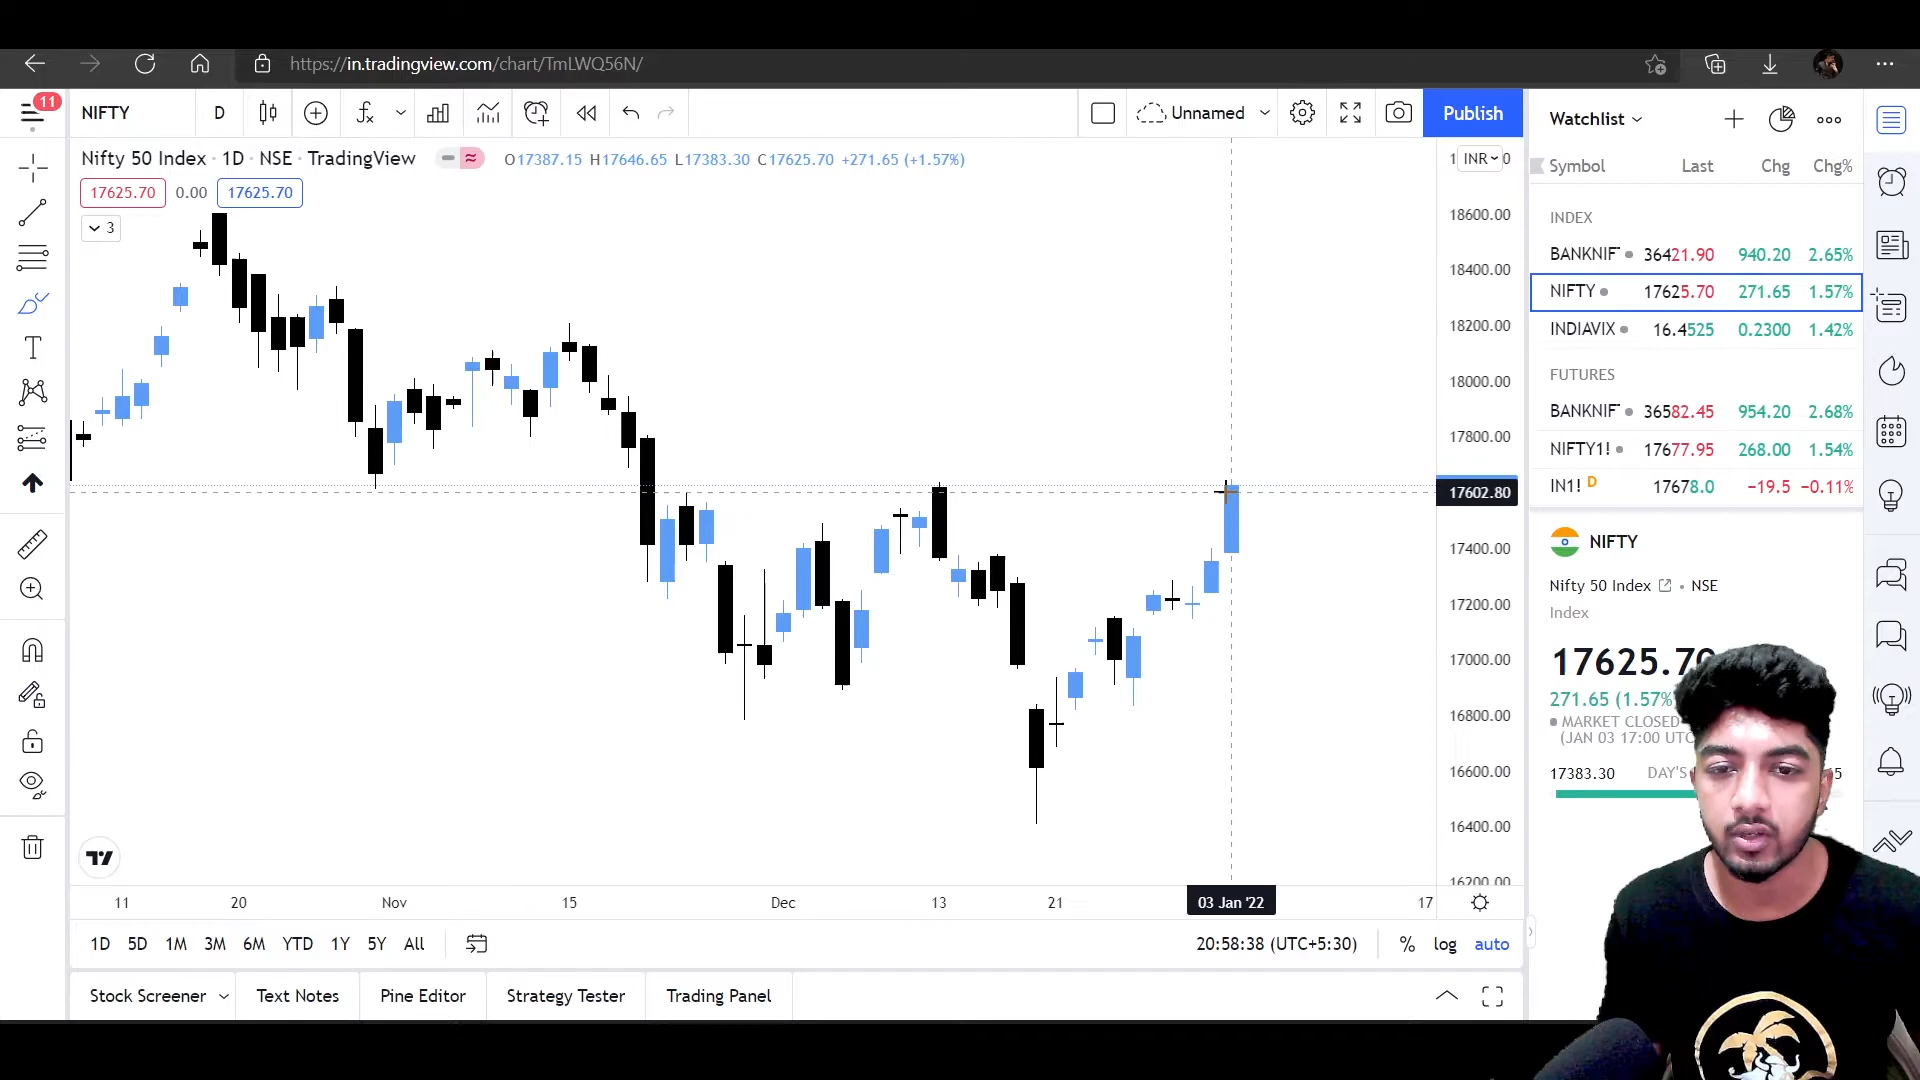 https://in.tradingview.com/chart/TmLWQ56N/
11
NIFTY
D
Unnamed
Publish
Nifty 50 Index · 1D · NSE · TradingView
O17387.15 H17646.65 L17383.30 C17625.70 +271.65 (+1.57%)
17625.70 0.00 17625.70
3
INR
18600.00
18400.00
18200.00
18000.00
17800.00
17602.80
17400.00
17200.00
17000.00
16800.00
16600.00
16400.00
16200.00
11 20 Nov 15 Dec 13 21 03 Jan '22 17
1D 5D 1M 3M 6M YTD 1Y 5Y All
20:58:38 (UTC+5:30) % log auto
Stock Screener Text Notes Pine Editor Strategy Tester Trading Panel
Watchlist
Symbol Last Chg Chg%
INDEX
BANKNIF 36421.90 940.20 2.65%
NIFTY 17625.70 271.65 1.57%
INDIAVIX 16.4525 0.2300 1.42%
FUTURES
BANKNIF 36582.45 954.20 2.68%
NIFTY1! 17677.95 268.00 1.54%
IN1! D 17678.0 −19.5 −0.11%
NIFTY
Nifty 50 Index • NSE
Index
17625.70
271.65 (1.57%
MARKET CLOSED
(JAN 03 17:00 UTC
17383.30 DAY'S